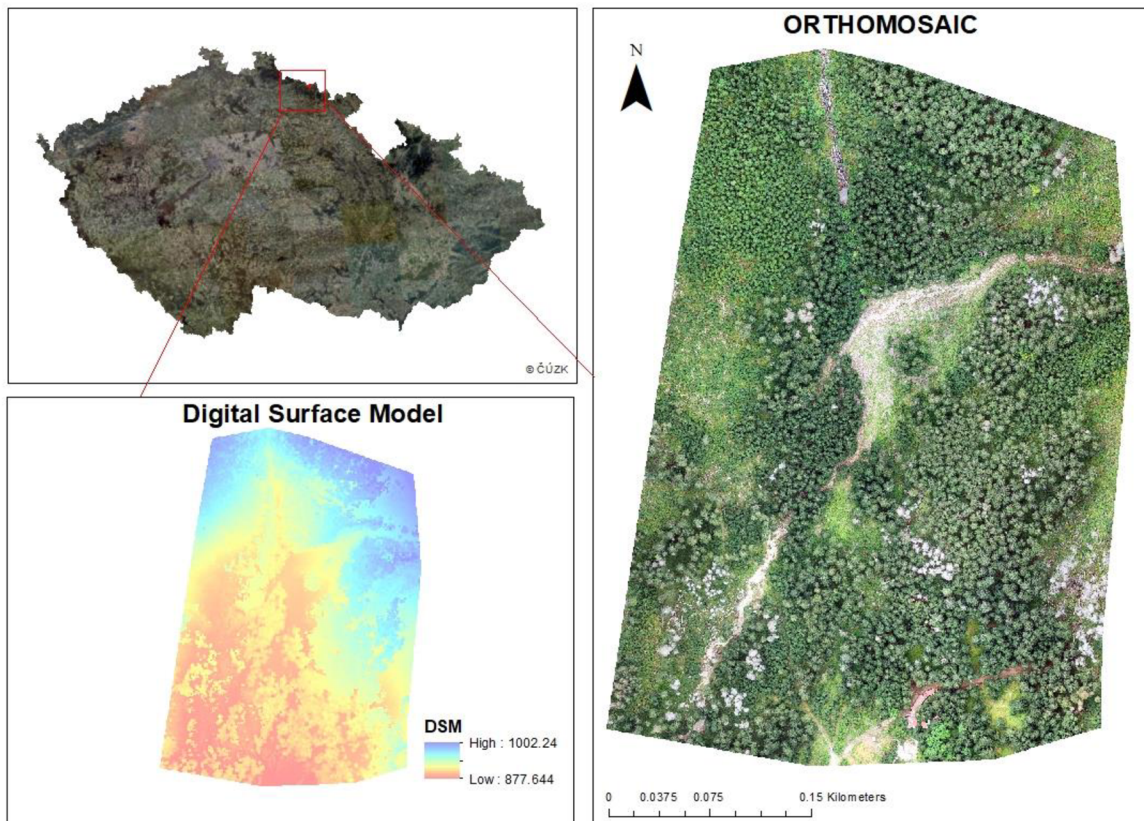 ORTHOMOSAIC
N
© ČÚZK
Digital Surface Model
DSM
High : 1002.24
Low : 877.644
0 0.0375 0.075 0.15 Kilometers